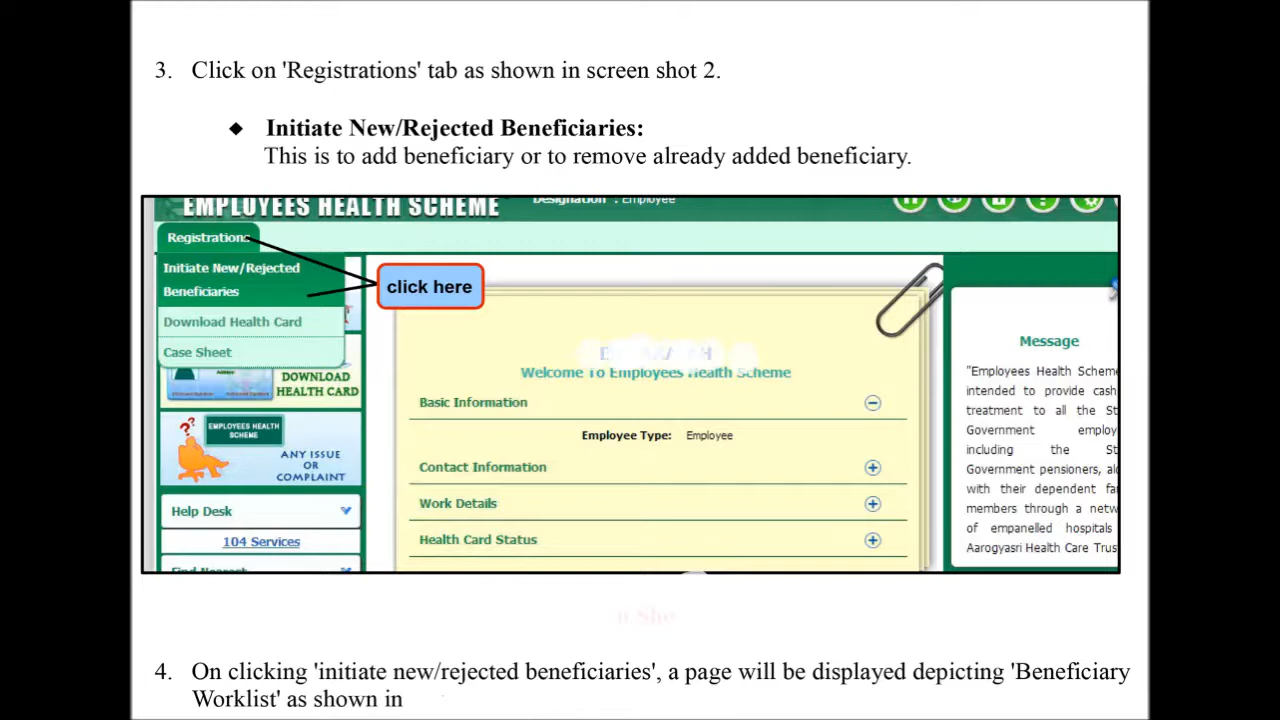 3. Click on 'Registrations' tab as shown in screen shot 2.
◆ Initiate New/Rejected Beneficiaries:
This is to add beneficiary or to remove already added beneficiary.
EMPLOYEES HEALTH SCHEME
Designation : Employee
Registrations
Initiate New/Rejected
Beneficiaries
Download Health Card
Case Sheet
click here
DOWNLOAD
HEALTH CARD
EMPLOYEES HEALTH
SCHEME
ANY ISSUE
OR
COMPLAINT
Help Desk
104 Services
Find Nearest
Welcome To Employees Health Scheme
Basic Information
Employee Type: Employee
Contact Information
Work Details
Health Card Status
Message
"Employees Health Scheme
intended to provide cash
treatment to all the St
Government employ
including the St
Government pensioners, alo
with their dependent fa
members through a netw
of empanelled hospitals
Aarogyasri Health Care Trus
4. On clicking 'initiate new/rejected beneficiaries', a page will be displayed depicting 'Beneficiary
Worklist' as shown in